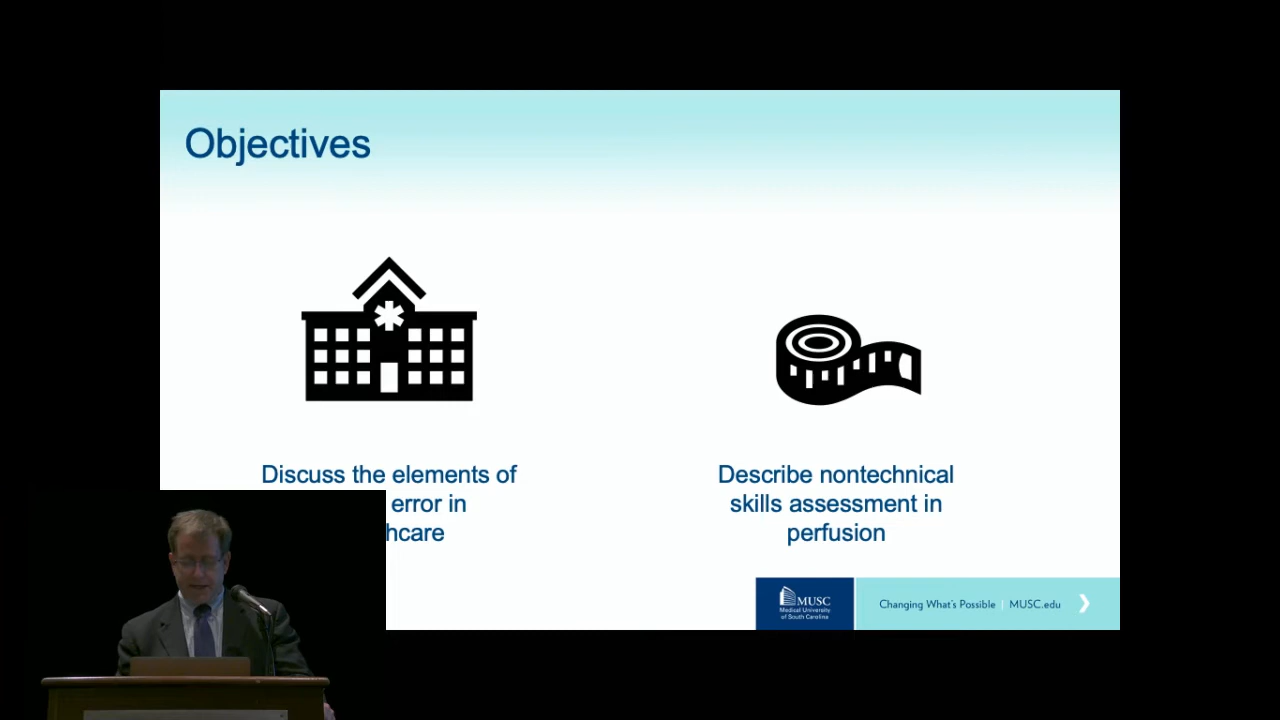 Objectives
Discuss the elements of
error in
hcare
Describe nontechnical
skills assessment in
perfusion
MUSC
Medical University
of South Carolina
Changing What's Possible | MUSC.edu